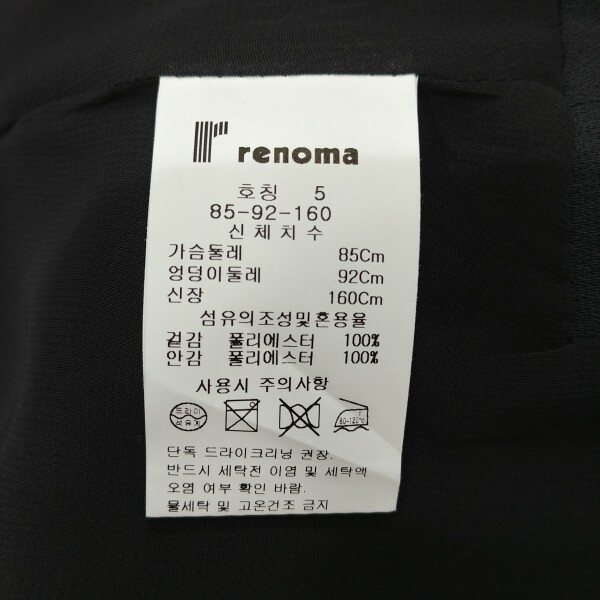 renoma
호칭 5
85-92-160
신체치수
가슴둘레 85Cm
엉덩이둘레 92Cm
신장 160Cm
섬유의조성및혼용율
겉감 폴리에스터 100%
안감 폴리에스터 100%
사용시 주의사항
드라이
80-120℃
단독 드라이크리닝 권장.
반드시 세탁전 이염 및 세탁액
오염 여부 확인 바람.
물세탁 및 고온건조 금지